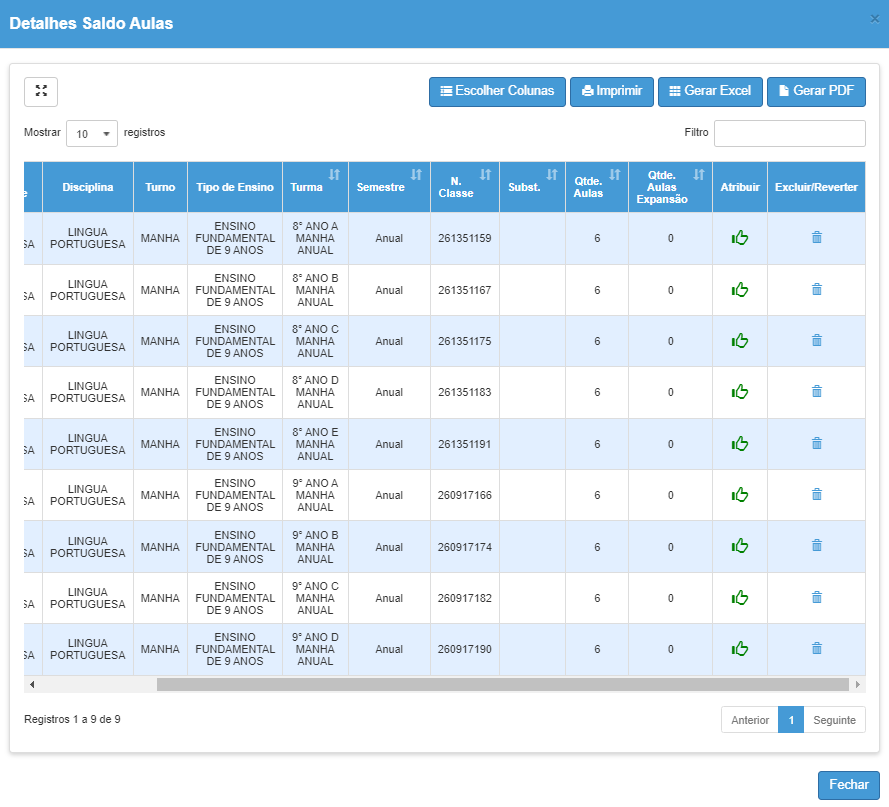 Detalhes Saldo Aulas ×
Escolher Colunas Imprimir Gerar Excel Gerar PDF
Mostrar 10 registros Filtro
e Disciplina Turno Tipo de Ensino Turma Semestre N. Classe Subst. Qtde. Aulas Qtde. Aulas Expansão Atribuir Excluir/Reverter
SA LINGUA PORTUGUESA MANHA ENSINO FUNDAMENTAL DE 9 ANOS 8° ANO A MANHA ANUAL Anual 261351159 6 0
SA LINGUA PORTUGUESA MANHA ENSINO FUNDAMENTAL DE 9 ANOS 8° ANO B MANHA ANUAL Anual 261351167 6 0
SA LINGUA PORTUGUESA MANHA ENSINO FUNDAMENTAL DE 9 ANOS 8° ANO C MANHA ANUAL Anual 261351175 6 0
SA LINGUA PORTUGUESA MANHA ENSINO FUNDAMENTAL DE 9 ANOS 8° ANO D MANHA ANUAL Anual 261351183 6 0
SA LINGUA PORTUGUESA MANHA ENSINO FUNDAMENTAL DE 9 ANOS 8° ANO E MANHA ANUAL Anual 261351191 6 0
SA LINGUA PORTUGUESA MANHA ENSINO FUNDAMENTAL DE 9 ANOS 9° ANO A MANHA ANUAL Anual 260917166 6 0
SA LINGUA PORTUGUESA MANHA ENSINO FUNDAMENTAL DE 9 ANOS 9° ANO B MANHA ANUAL Anual 260917174 6 0
SA LINGUA PORTUGUESA MANHA ENSINO FUNDAMENTAL DE 9 ANOS 9° ANO C MANHA ANUAL Anual 260917182 6 0
SA LINGUA PORTUGUESA MANHA ENSINO FUNDAMENTAL DE 9 ANOS 9° ANO D MANHA ANUAL Anual 260917190 6 0
Registros 1 a 9 de 9 Anterior 1 Seguinte
Fechar